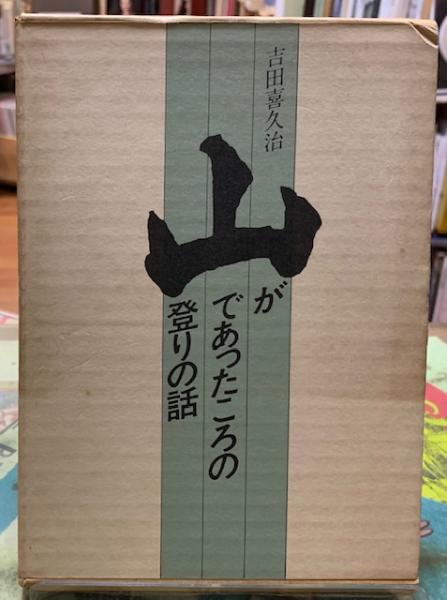 吉田喜久治
山
が
であったころの
登りの話